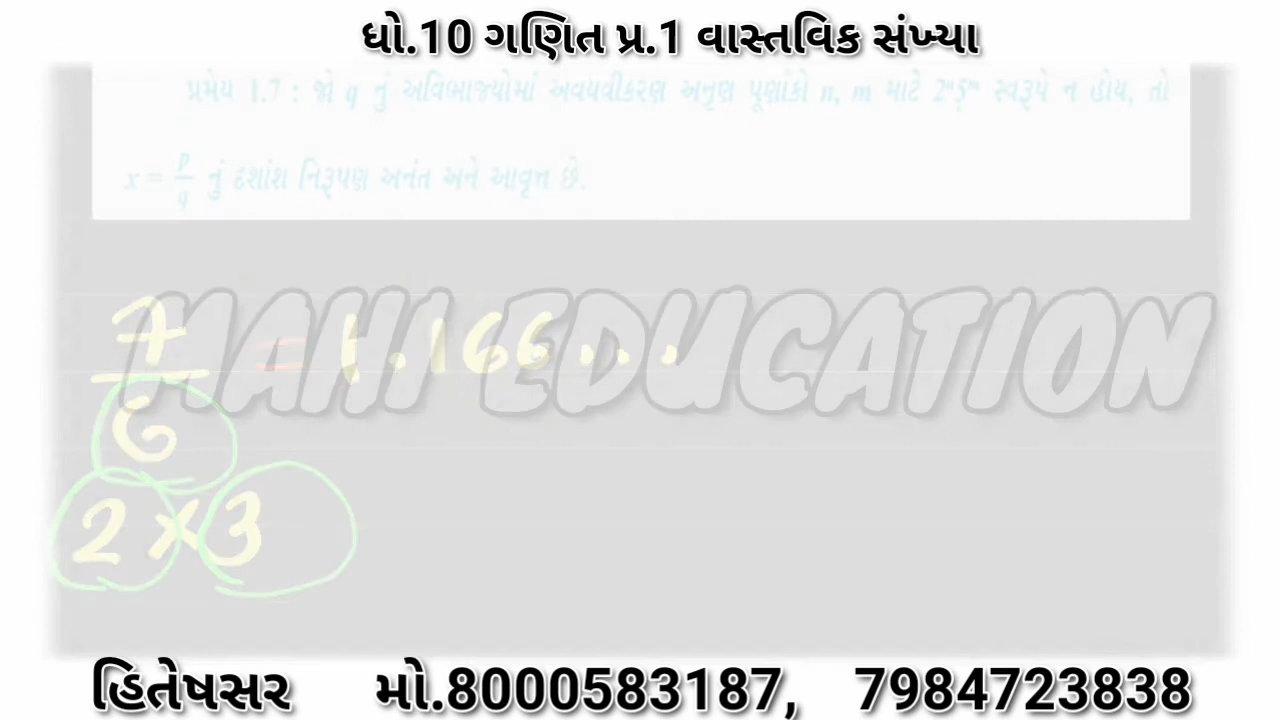 ધો.10 ગણિત પ્ર.1 વાસ્તવિક સંખ્યા
પ્રમેય 1.7 : જો q નું અવિભાજ્યોમાં અવયવીકરણ અનૃણ પૂર્ણાંકો n, m માટે 2ⁿ5ᵐ સ્વરૂપે ન હોય, તો
x = p/q નું દશાંશ નિરૂપણ અનંત અને આવૃત્ત છે.
MAHI EDUCATION
7/6 = 1.166...
2 x 3
હિતેષસર મો.8000583187, 7984723838